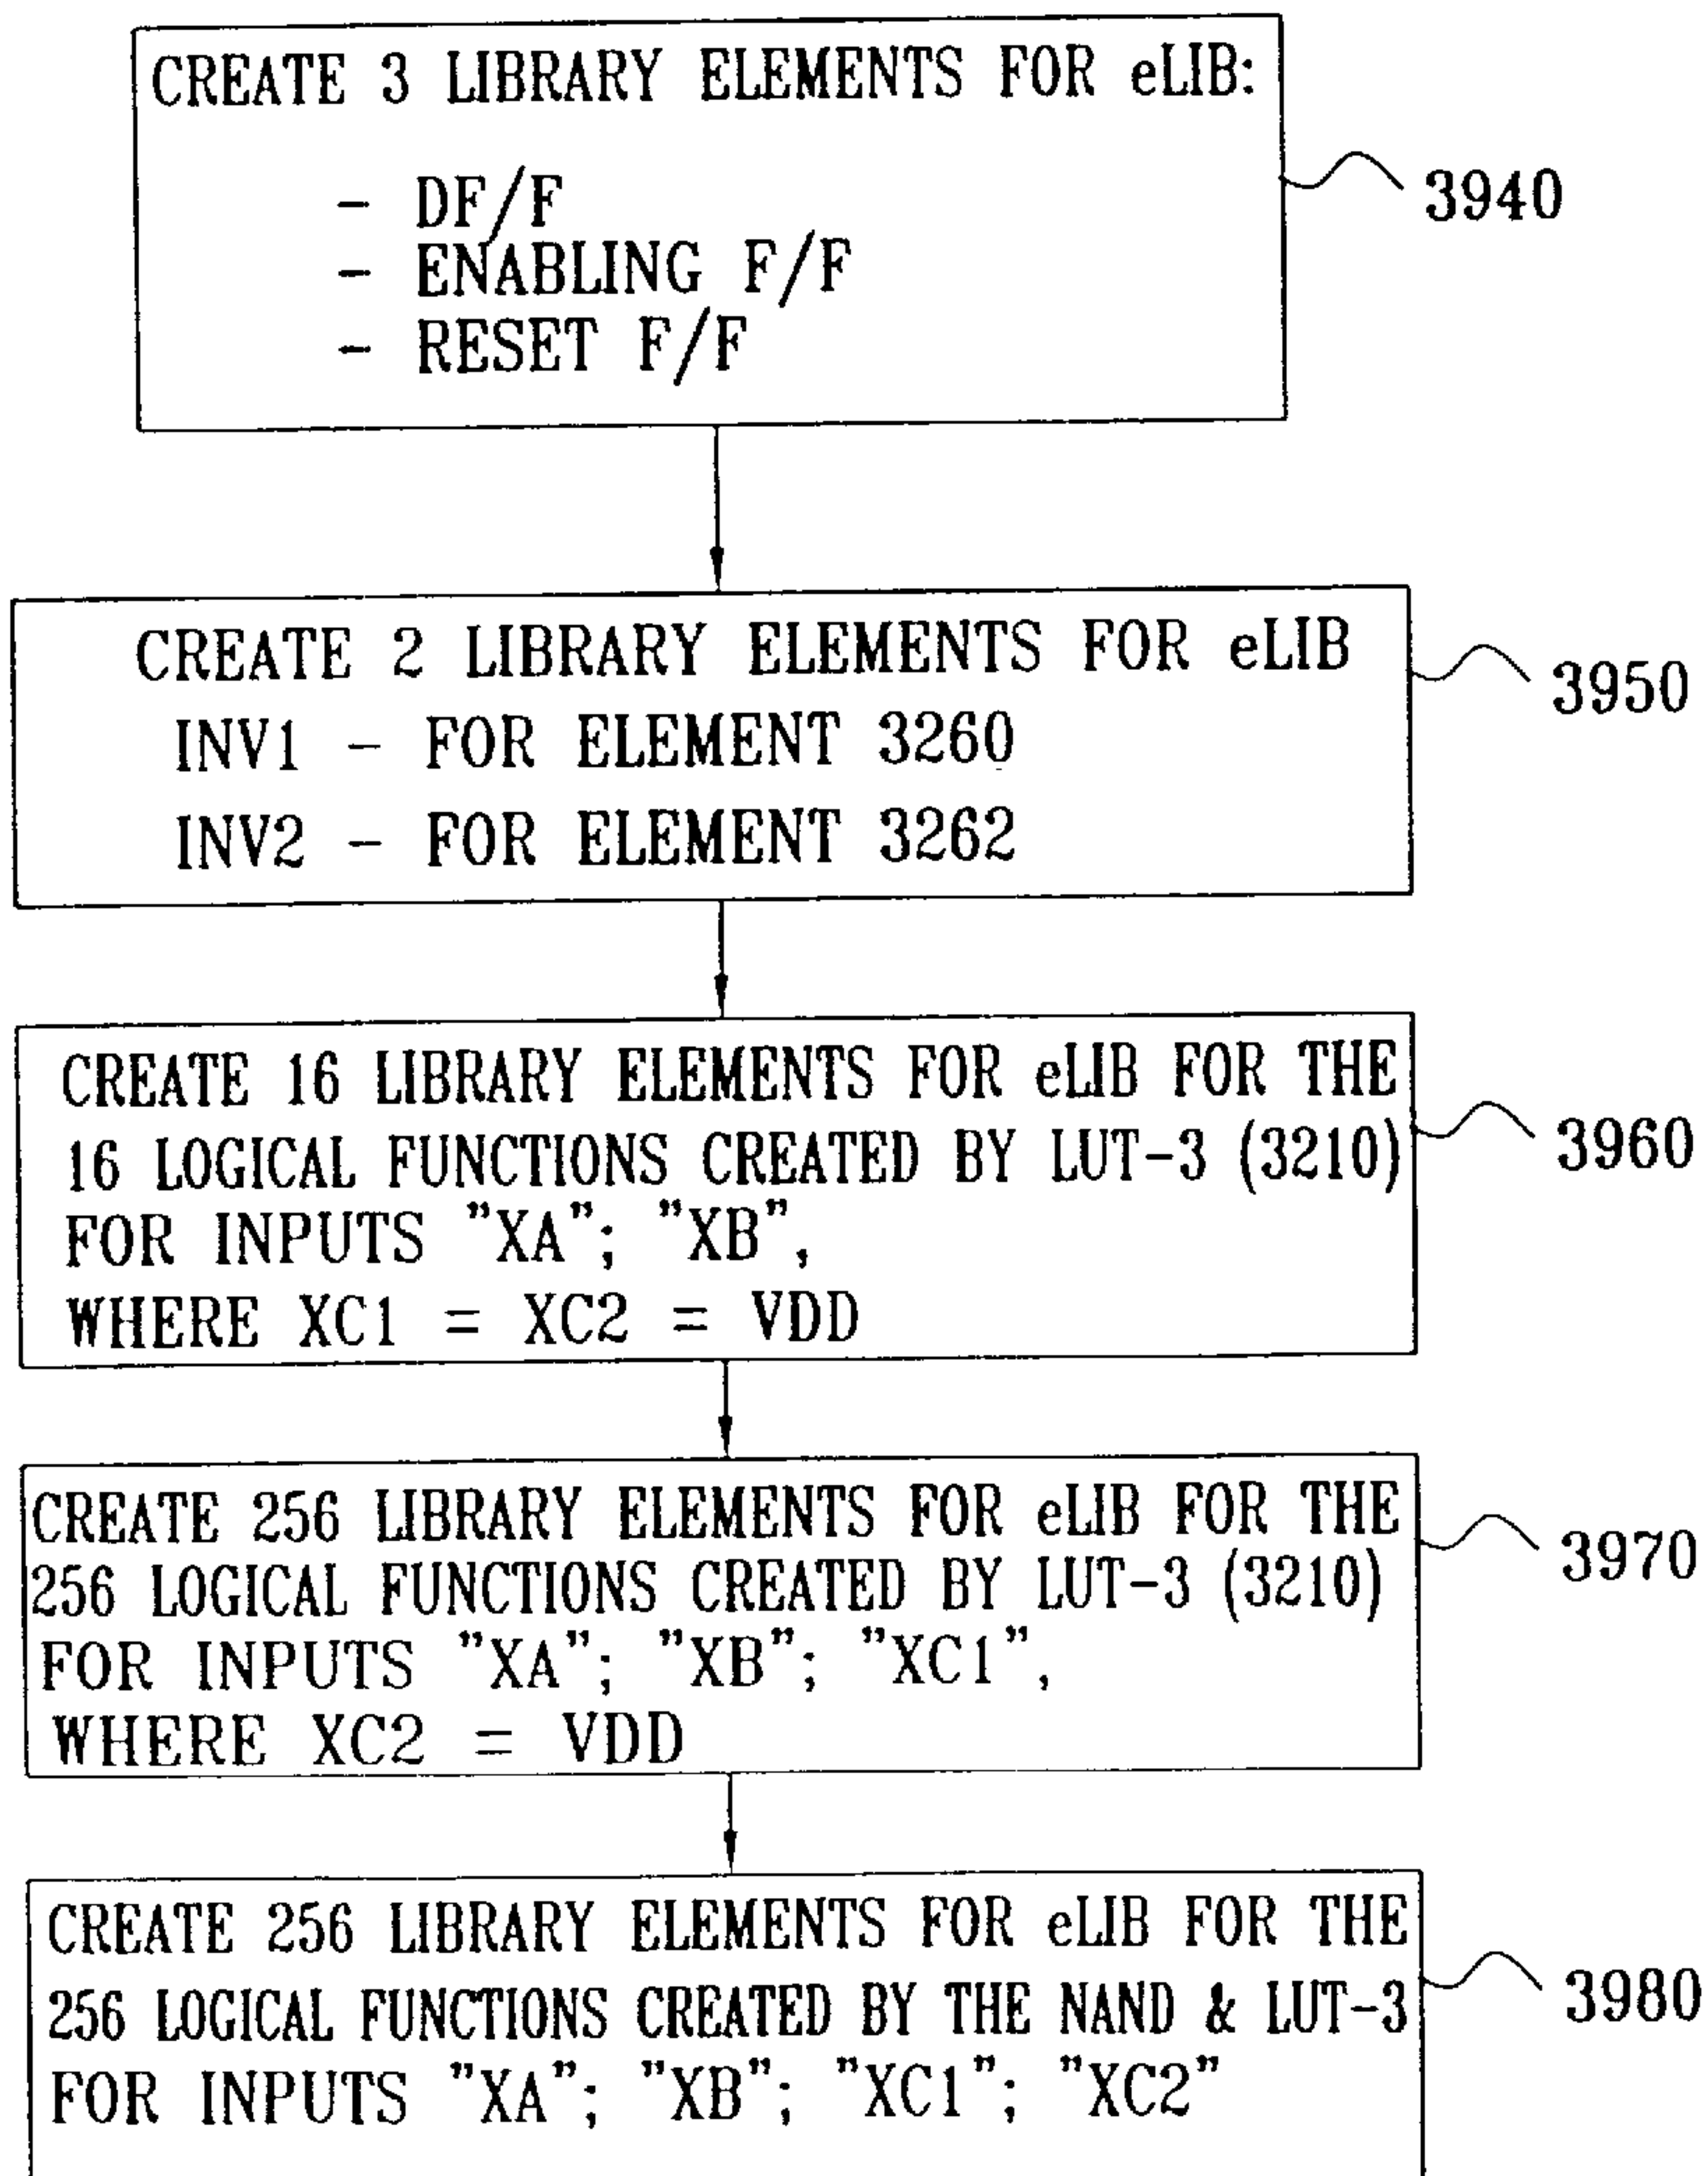 CREATE 3 LIBRARY ELEMENTS FOR eLIB:
- DF/F
- ENABLING F/F
- RESET F/F
3940
CREATE 2 LIBRARY ELEMENTS FOR eLIB
INV1 - FOR ELEMENT 3260
INV2 - FOR ELEMENT 3262
3950
CREATE 16 LIBRARY ELEMENTS FOR eLIB FOR THE
16 LOGICAL FUNCTIONS CREATED BY LUT-3 (3210)
FOR INPUTS "XA"; "XB",
WHERE XC1 = XC2 = VDD
3960
CREATE 256 LIBRARY ELEMENTS FOR eLIB FOR THE
256 LOGICAL FUNCTIONS CREATED BY LUT-3 (3210)
FOR INPUTS "XA"; "XB"; "XC1",
WHERE XC2 = VDD
3970
CREATE 256 LIBRARY ELEMENTS FOR eLIB FOR THE
256 LOGICAL FUNCTIONS CREATED BY THE NAND & LUT-3
FOR INPUTS "XA"; "XB"; "XC1"; "XC2"
3980